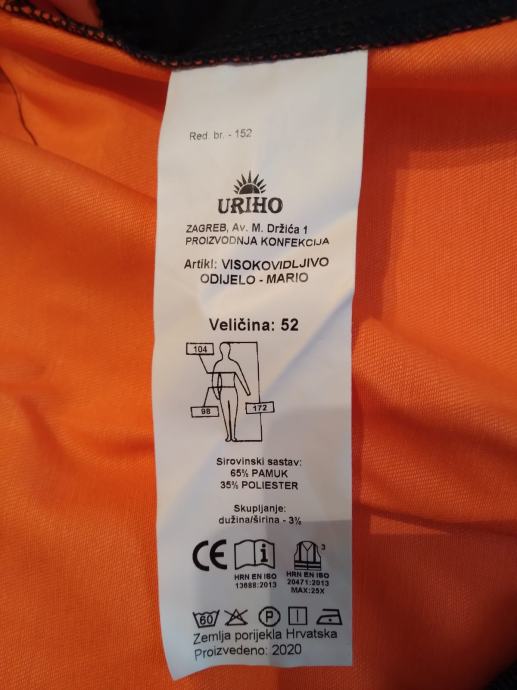 Red. br. - 152
URIHO
ZAGREB, Av. M. Držića 1
PROIZVODNJA KONFEKCIJA
Artikl: VISOKOVIDLJIVO
ODIJELO - MARIO
Veličina: 52
104
98
172
Sirovinski sastav:
65% PAMUK
35% POLIESTER
Skupljanje:
dužina/širina - 3%
CE
i
3
HRN EN ISO
13688:2013
HRN EN ISO
20471:2013
MAX:25X
60
P
Zemlja porijekla Hrvatska
Proizvedeno: 2020